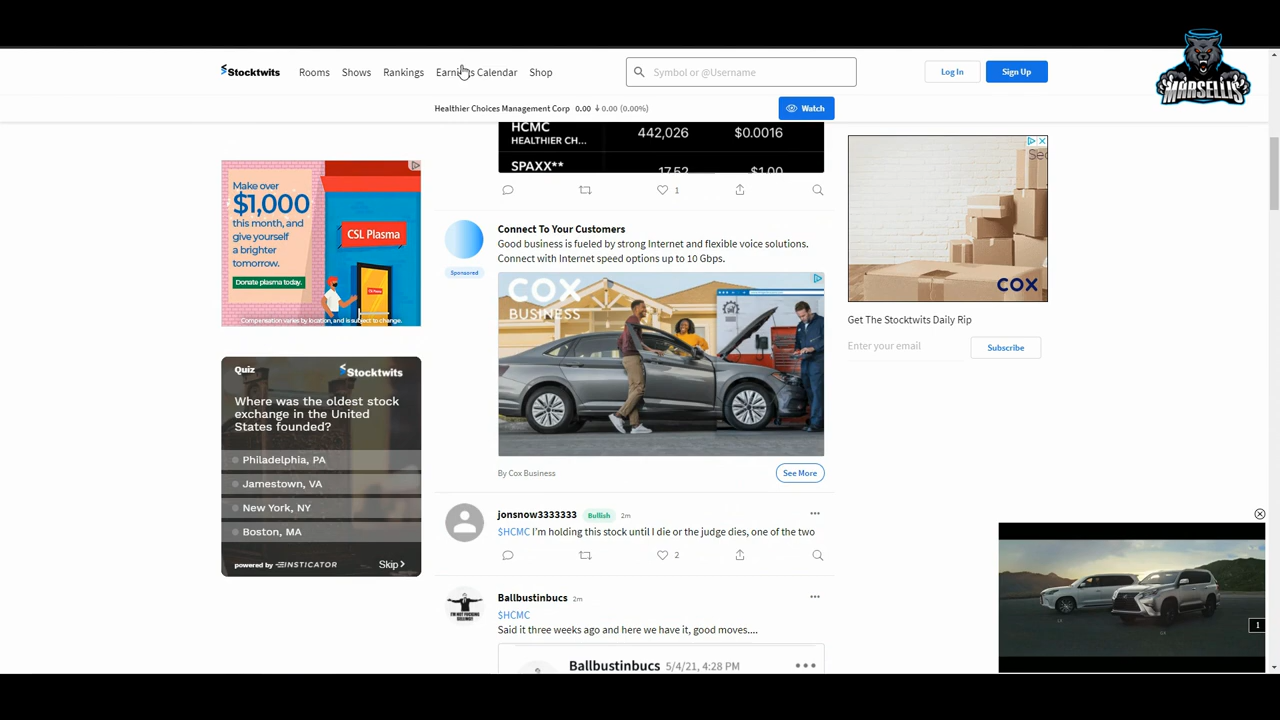 Stocktwits
Rooms
Shows
Rankings
Earnings Calendar
Shop
Symbol or @Username
Log In
Sign Up
MARSELLIS
Healthier Choices Management Corp 0.00 0.00 (0.00%)
Watch
HCMC 442,026 $0.0016
HEALTHIER CH...
SPAXX** 17.52 $1.00
1
Make over
$1,000
this month, and
give yourself
a brighter
tomorrow.
Donate plasma today.
CSL Plasma
Compensation varies by location, and is subject to change.
Quiz
Stocktwits
Where was the oldest stock
exchange in the United
States founded?
Philadelphia, PA
Jamestown, VA
New York, NY
Boston, MA
powered by INSTICATOR
Skip
Connect To Your Customers
Good business is fueled by strong Internet and flexible voice solutions.
Connect with Internet speed options up to 10 Gbps.
Sponsored
COX
BUSINESS
By Cox Business
See More
jonsnow3333333 Bullish 2m
$HCMC I'm holding this stock until I die or the judge dies, one of the two
2
Ballbustinbucs 2m
$HCMC
Said it three weeks ago and here we have it, good moves....
Ballbustinbucs 5/4/21, 4:28 PM
COX
Get The Stocktwits Daily Rip
Enter your email
Subscribe
1